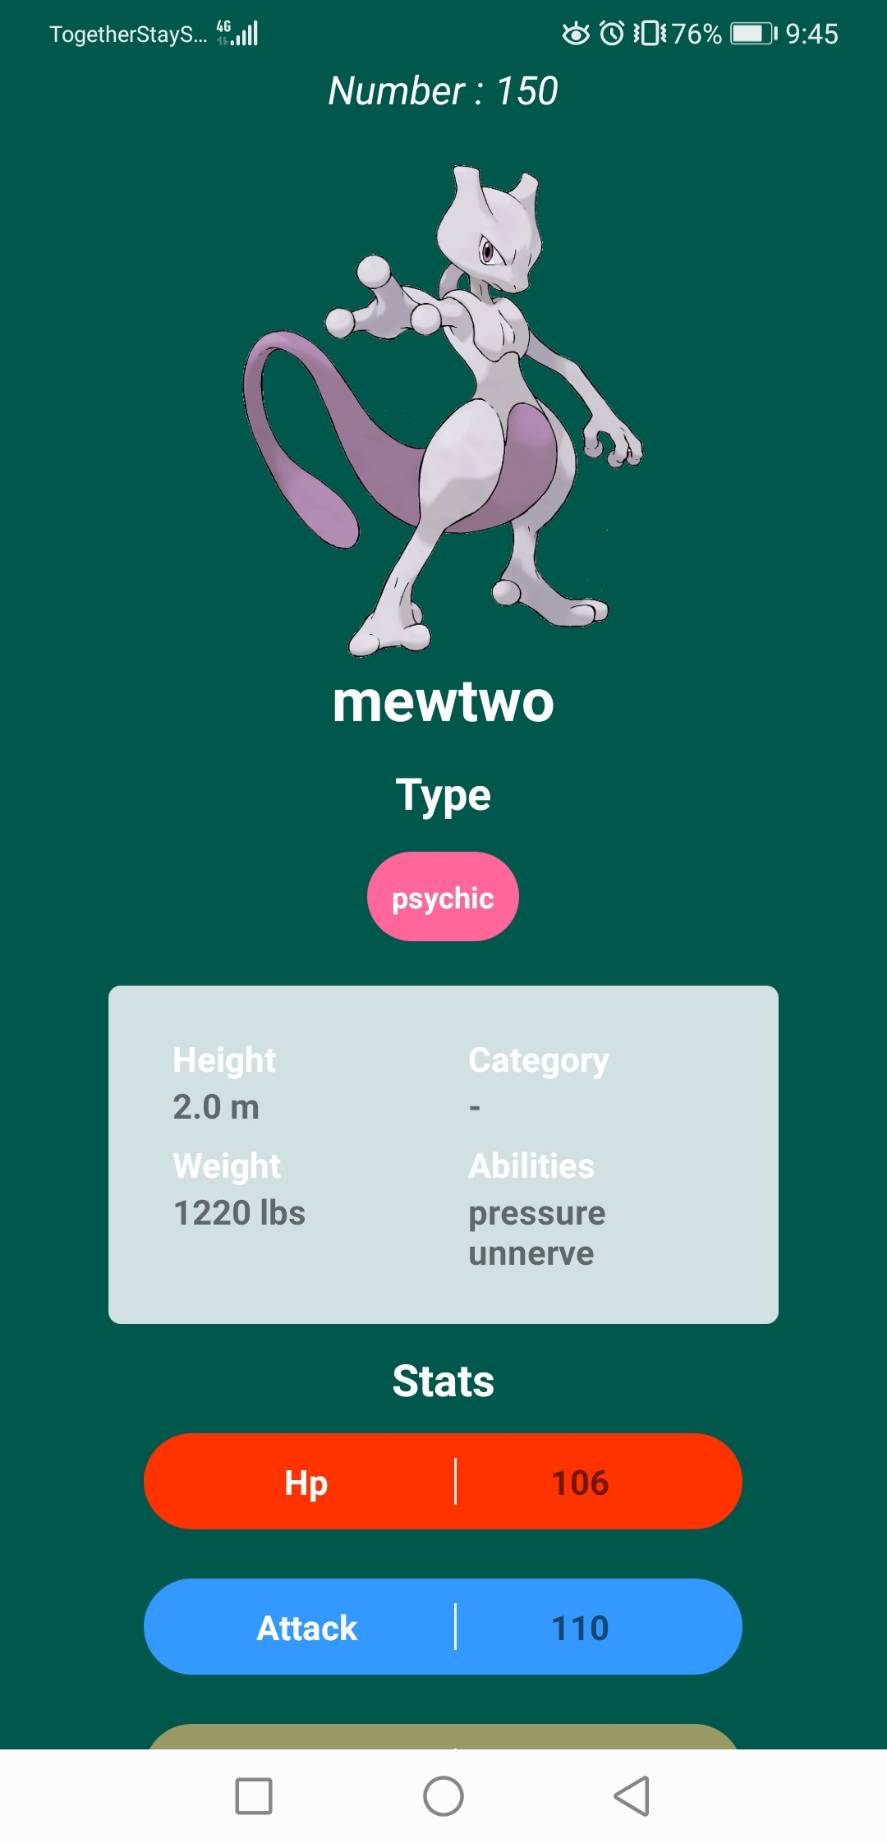 TogetherStayS... 4G 76% 9:45
Number : 150
mewtwo
Type
psychic
Height Category
2.0 m -
Weight Abilities
1220 lbs pressure
unnerve
Stats
Hp 106
Attack 110